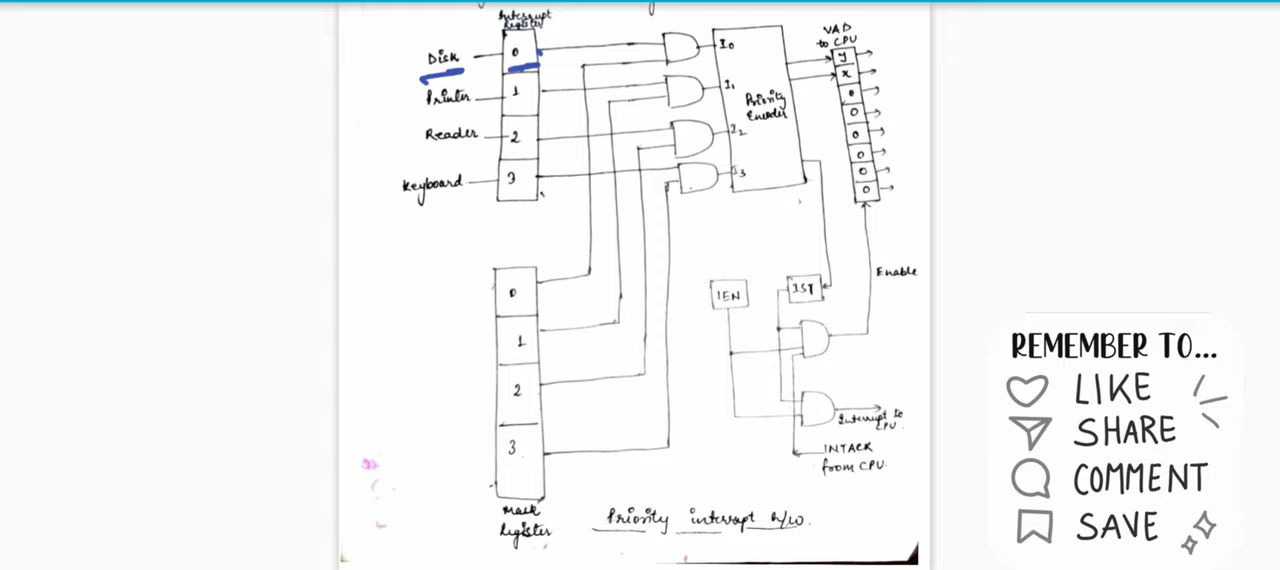 Interrupt
Register
Disk
0
Printer
1
Reader
2
Keyboard
3
I0
I1
I2
I3
Priority
Encoder
VAD
to CPU
y
x
0
0
0
0
0
0
Enable
IEN
IST
Interrupt to
CPU.
INTACK
from CPU.
0
1
2
3
Mask
Register
Priority interrupt H/W.
REMEMBER TO...
LIKE
SHARE
COMMENT
SAVE